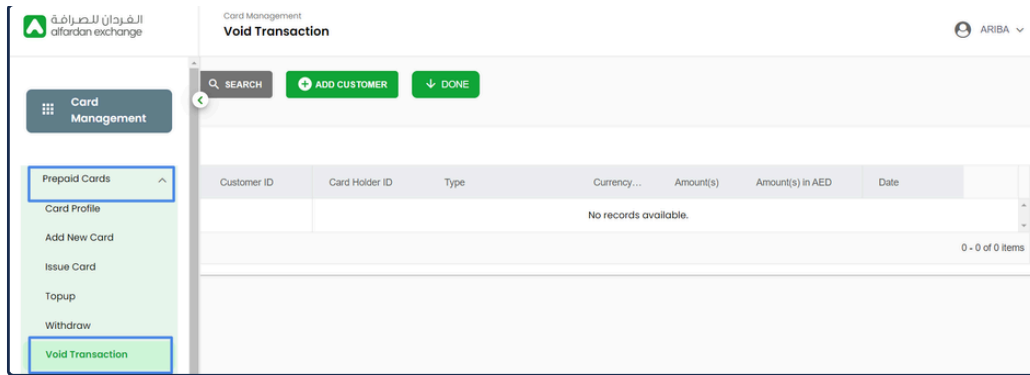 الفردان للصرافة
alfardan exchange
Card Management
Void Transaction
ARIBA
SEARCH
ADD CUSTOMER
DONE
Card
Management
Prepaid Cards
Card Profile
Add New Card
Issue Card
Topup
Withdraw
Void Transaction
Customer ID Card Holder ID Type Currency... Amount(s) Amount(s) in AED Date
No records available.
0 - 0 of 0 items